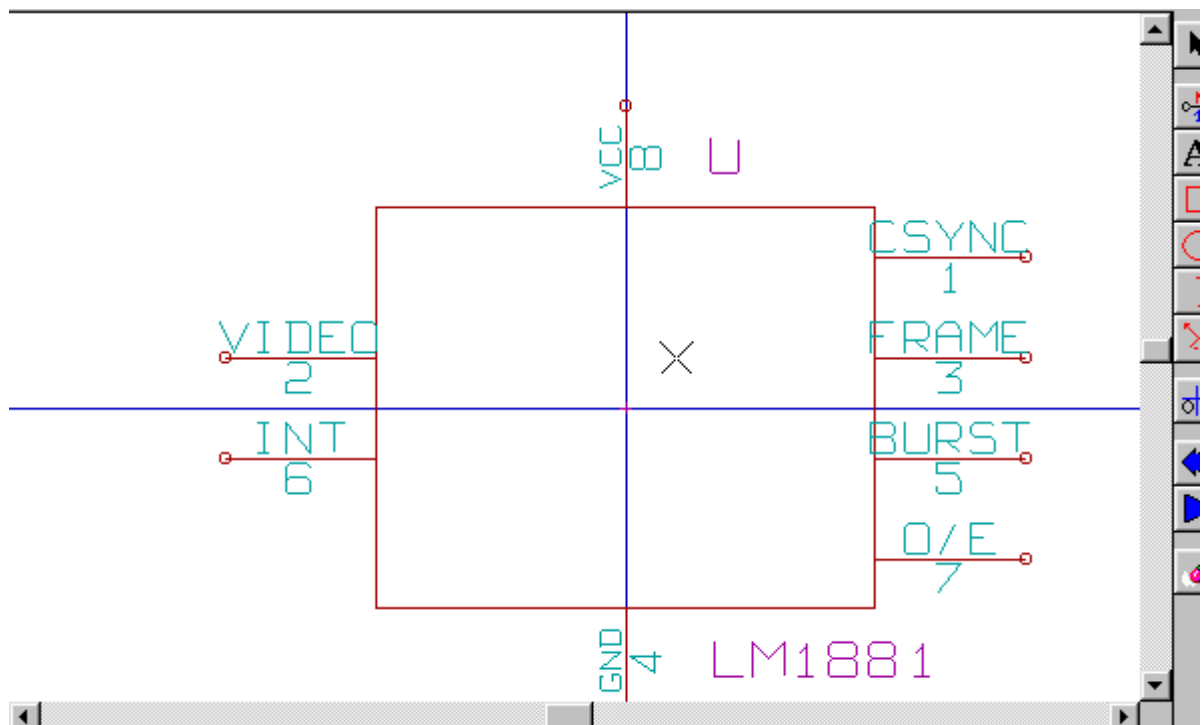 VCC
8
U
CSYNC
1
VIDEO
2
FRAME
3
INT
6
BURST
5
O/E
7
GND
4
LM1881